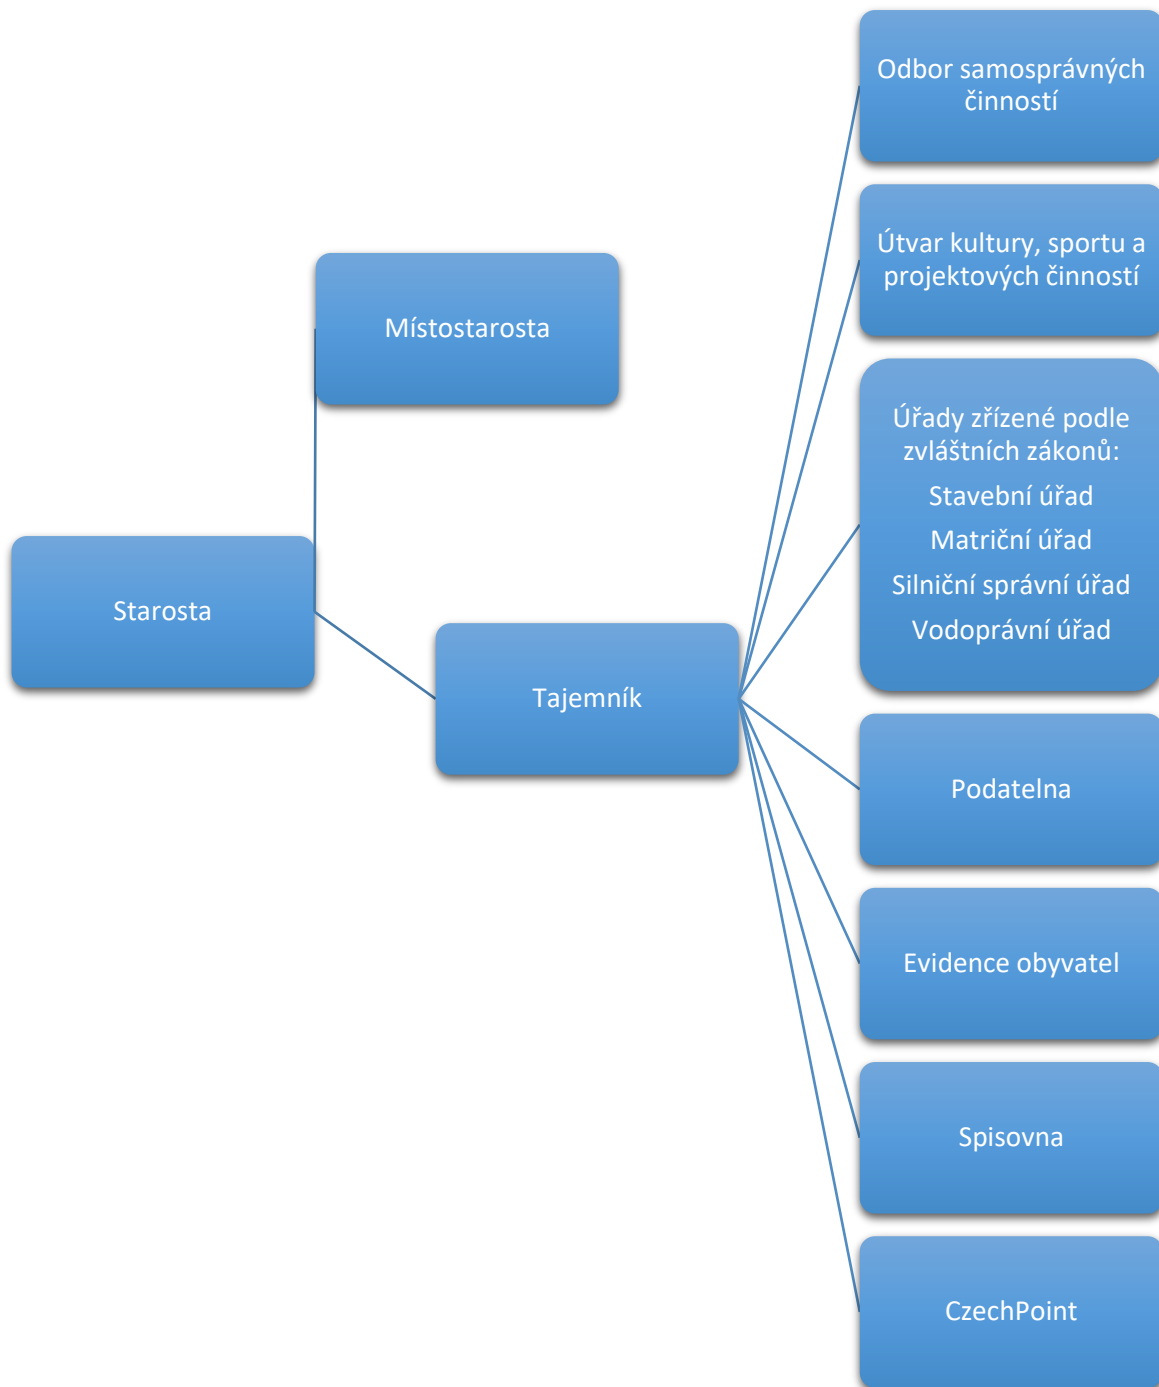 Odbor samosprávných
činností
Útvar kultury, sportu a
projektových činností
Místostarosta
Úřady zřízené podle
zvláštních zákonů:
Stavební úřad
Matriční úřad
Silniční správní úřad
Vodoprávní úřad
Starosta
Tajemník
Podatelna
Evidence obyvatel
Spisovna
CzechPoint